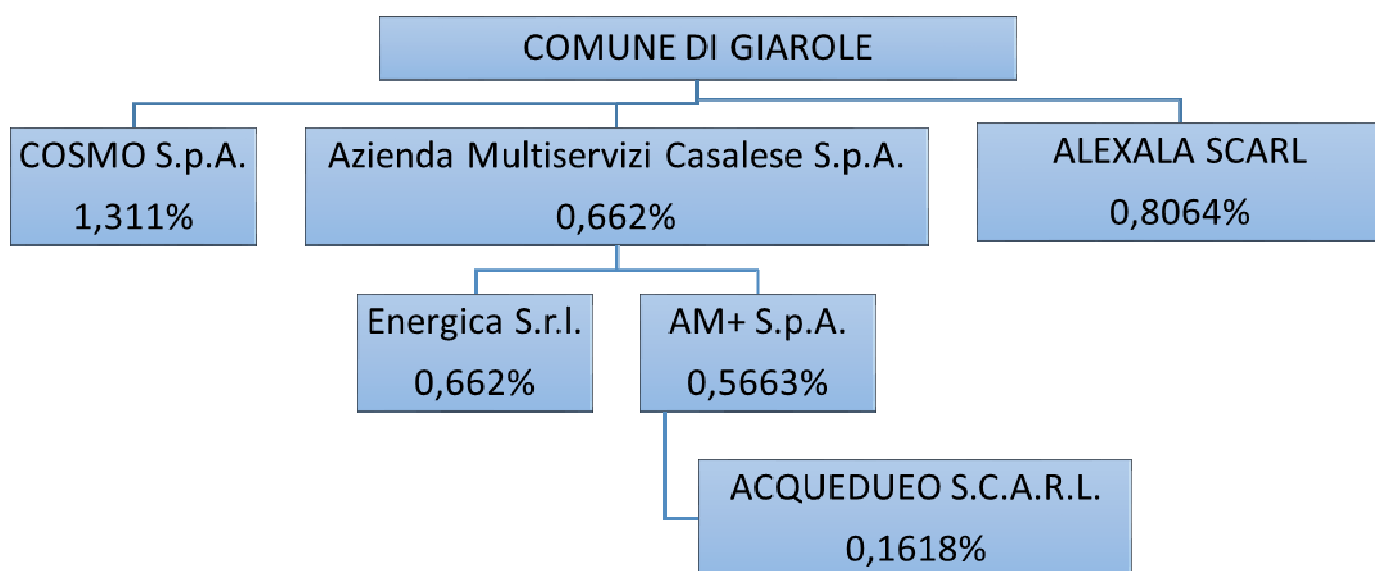 COMUNE DI GIAROLE
COSMO S.p.A.
1,311%
Azienda Multiservizi Casalese S.p.A.
0,662%
ALEXALA SCARL
0,8064%
Energica S.r.l.
0,662%
AM+ S.p.A.
0,5663%
ACQUEDUEO S.C.A.R.L.
0,1618%